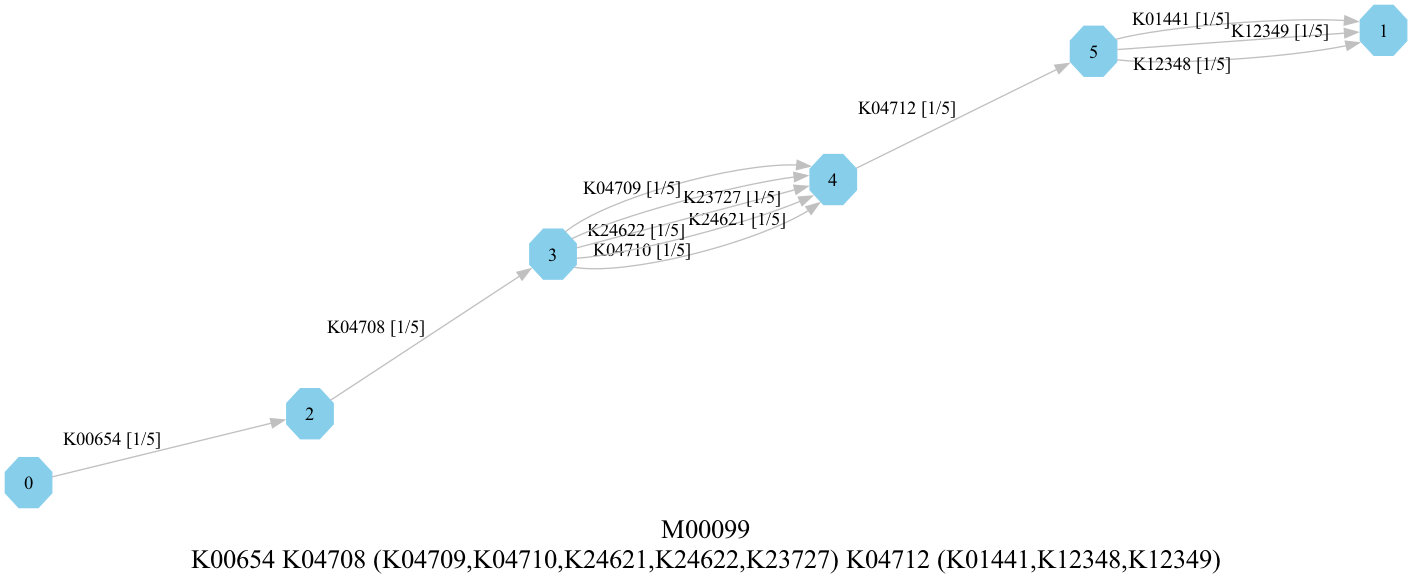 K01441 [1/5]
1
K12349 [1/5]
5
K12348 [1/5]
K04712 [1/5]
4
K04709 [1/5]
K23727 [1/5]
K24621 [1/5]
K24622 [1/5]
K04710 [1/5]
3
K04708 [1/5]
2
K00654 [1/5]
0
M00099
K00654 K04708 (K04709,K04710,K24621,K24622,K23727) K04712 (K01441,K12348,K12349)